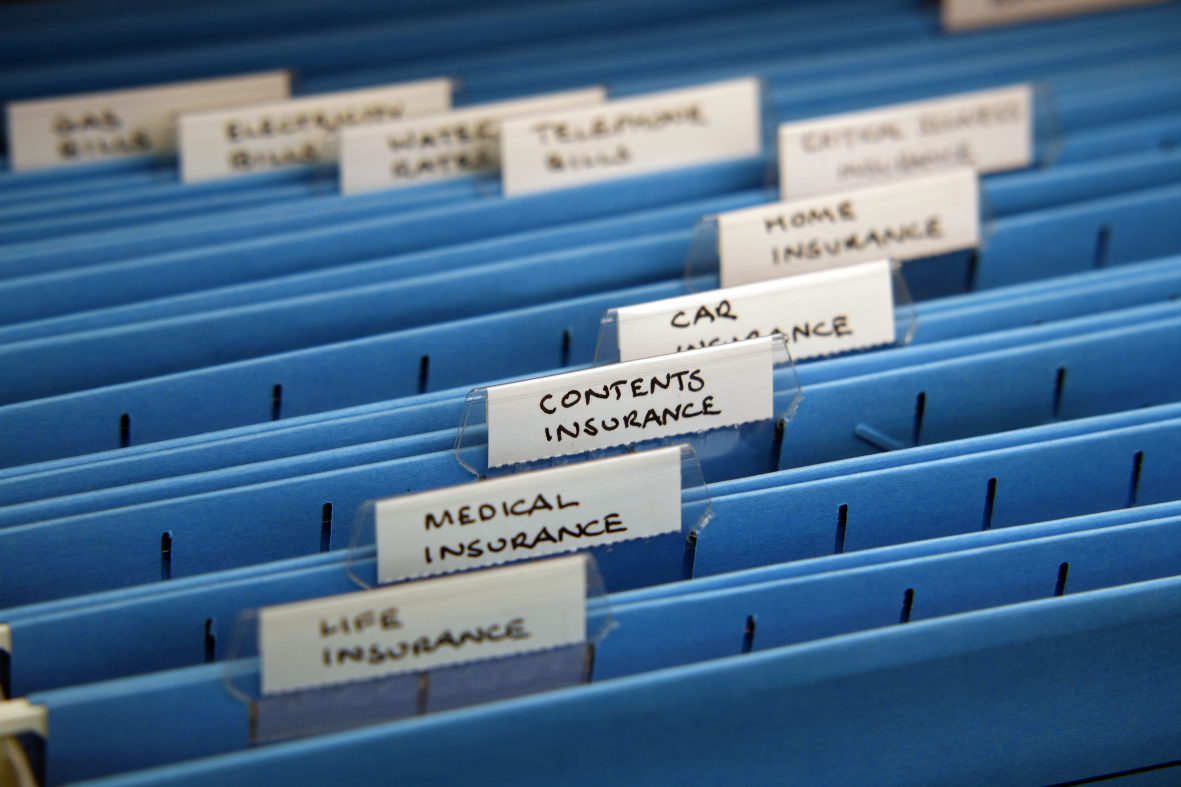 GAS
BILLS
ELECTRICITY
BILLS
WATER
RATES
TELEPHONE
BILLS
CRITICAL ILLNESS
INSURANCE
HOME
INSURANCE
CAR
INSURANCE
CONTENTS
INSURANCE
MEDICAL
INSURANCE
LIFE
INSURANCE